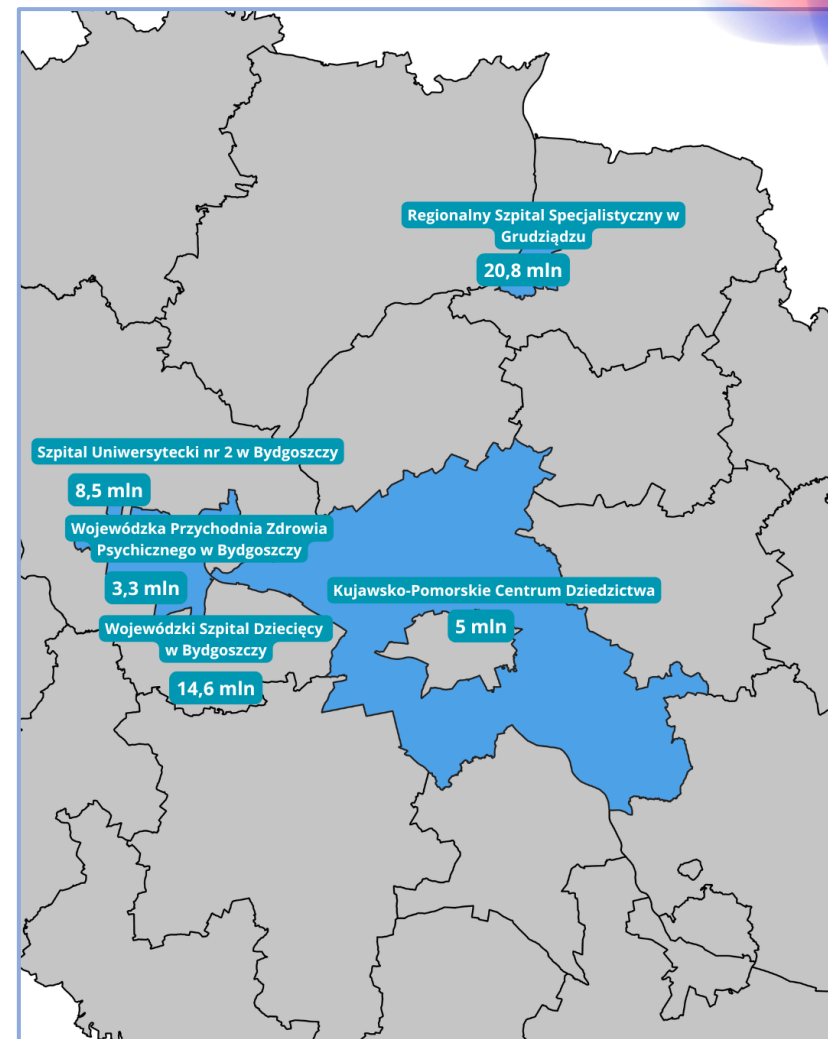 Regionalny Szpital Specjalistyczny w
Grudziądzu
20,8 mln
Szpital Uniwersytecki nr 2 w Bydgoszczy
8,5 mln
Wojewódzka Przychodnia Zdrowia
Psychicznego w Bydgoszczy
3,3 mln
Kujawsko-Pomorskie Centrum Dziedzictwa
5 mln
Wojewódzki Szpital Dziecięcy
w Bydgoszczy
14,6 mln